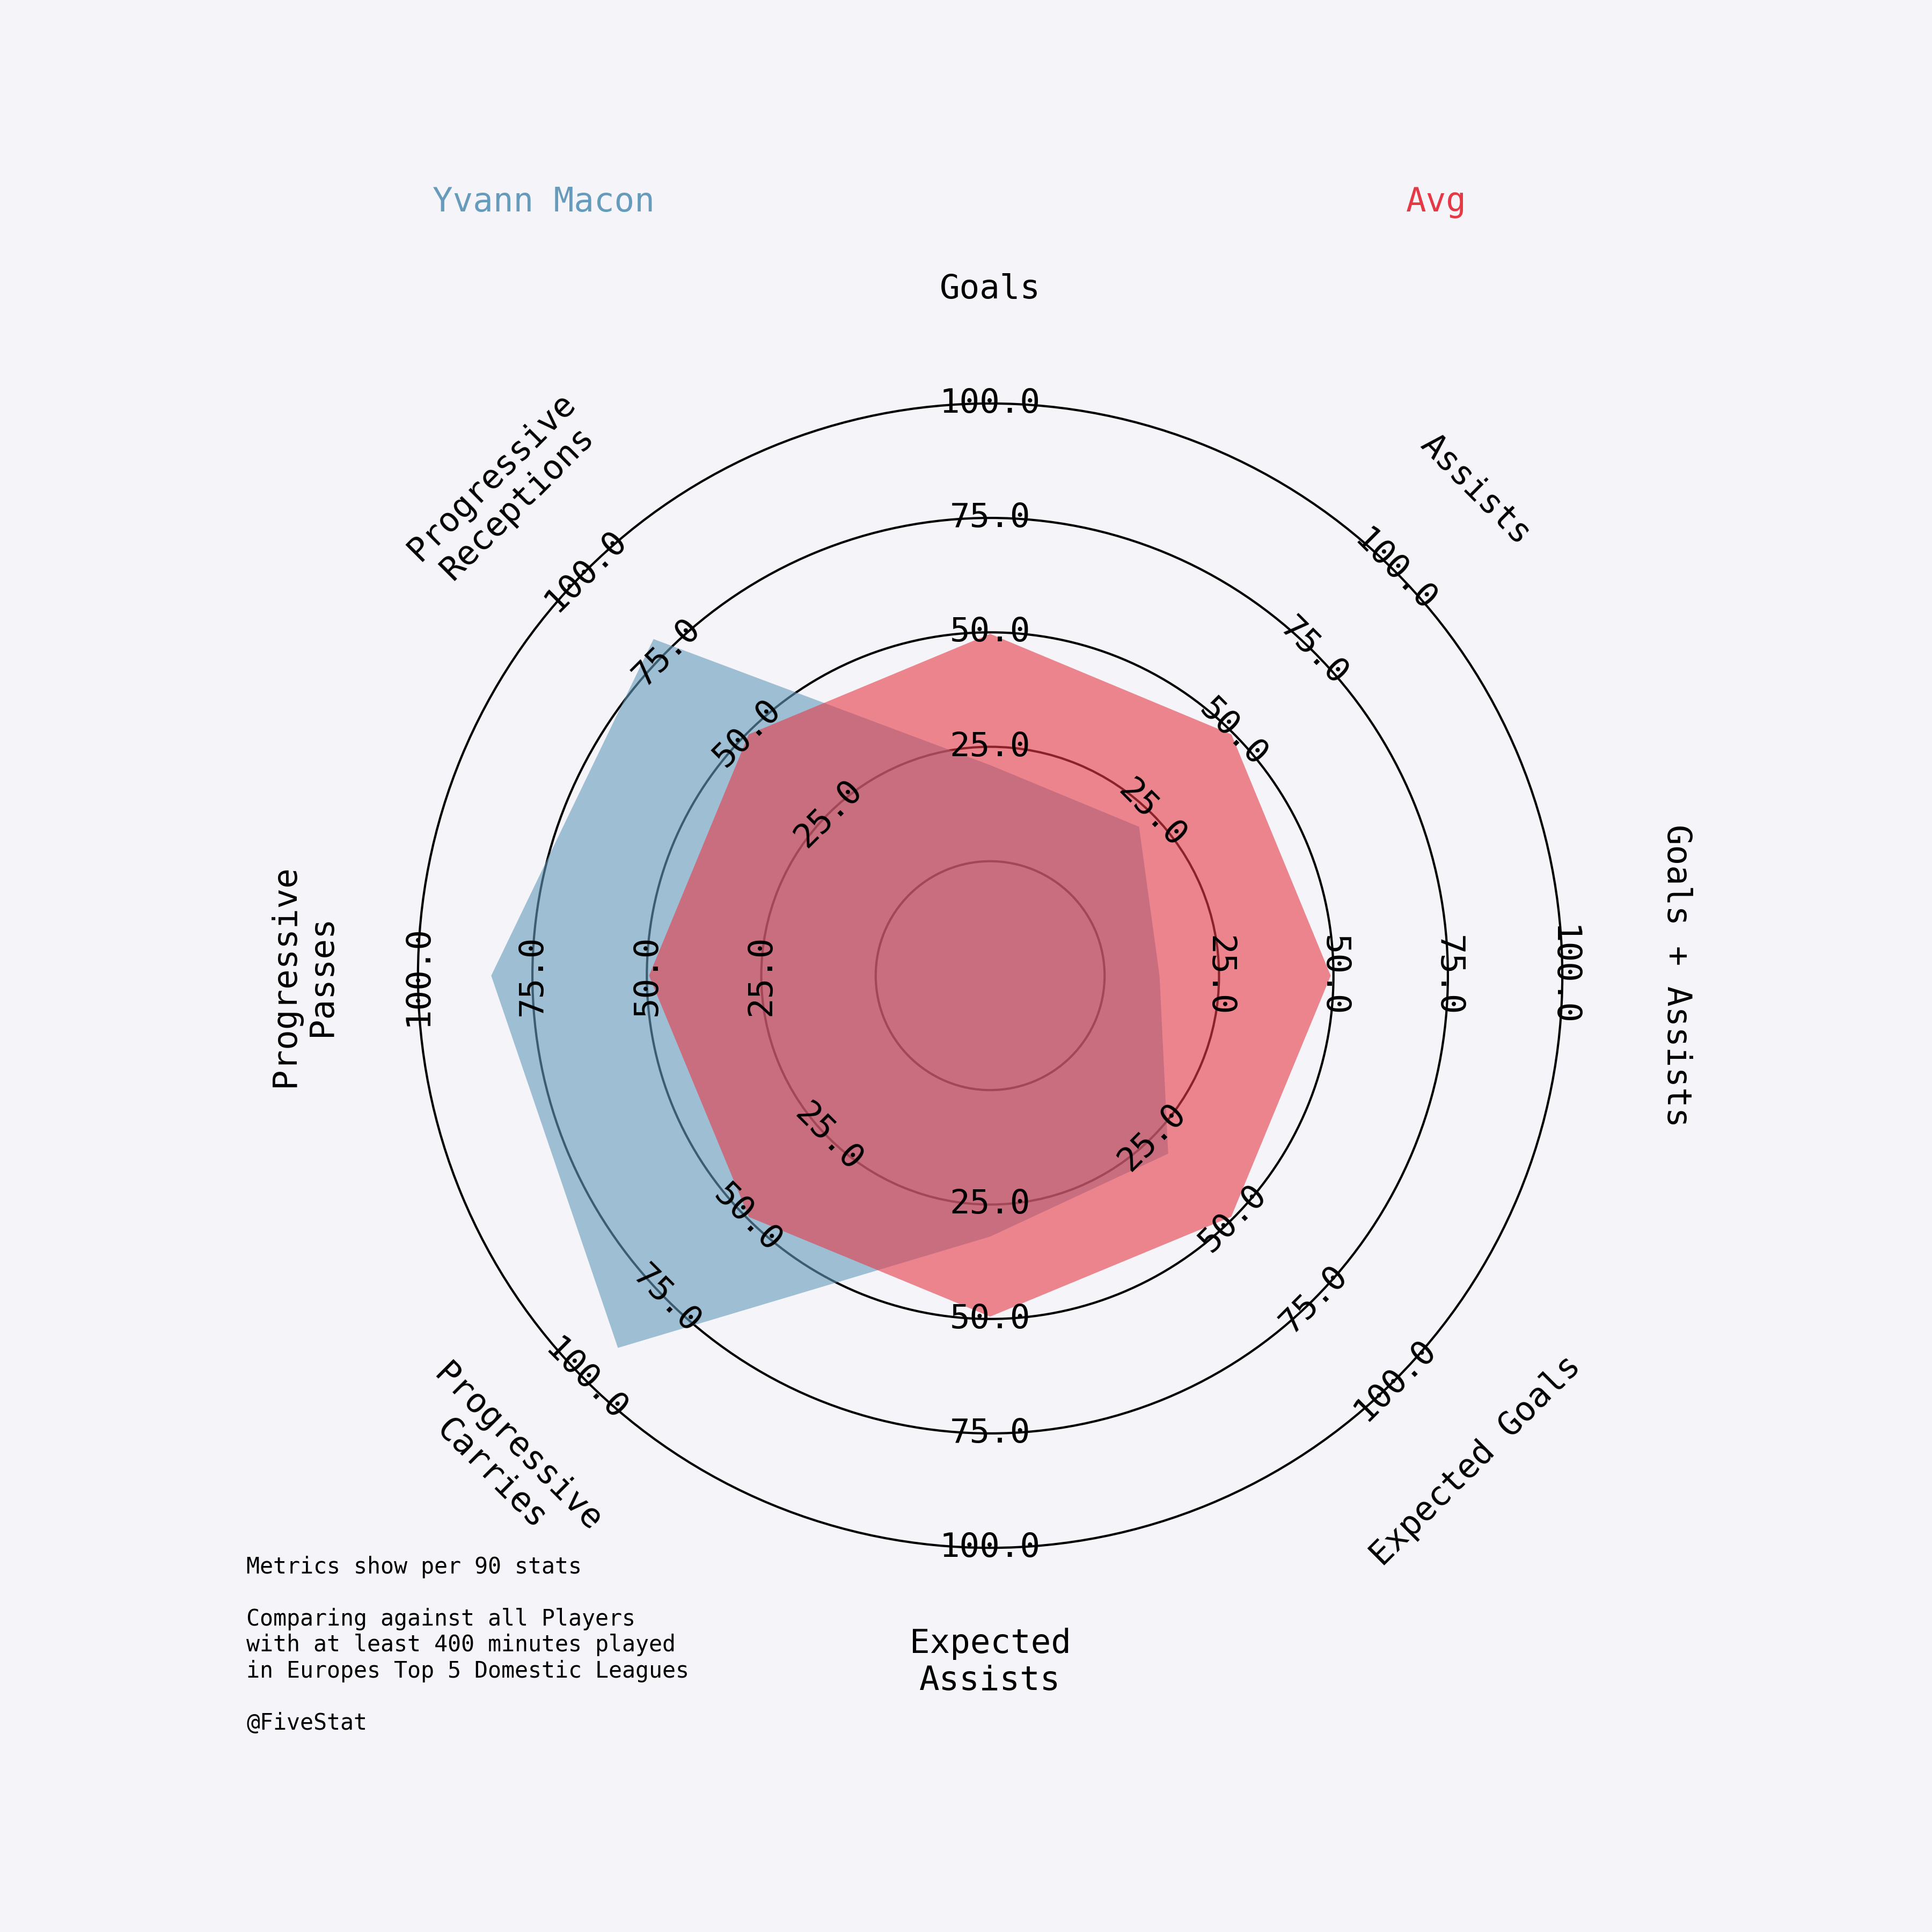 Yvann Macon
Avg
Goals
Assists
Goals + Assists
Expected Goals
Expected
Assists
Progressive
Carries
Progressive
Passes
Progressive
Receptions
25.0
50.0
75.0
100.0
25.0
50.0
75.0
100.0
25.0
50.0
75.0
100.0
25.0
50.0
75.0
100.0
25.0
50.0
75.0
100.0
25.0
50.0
75.0
100.0
25.0
50.0
75.0
100.0
25.0
50.0
75.0
100.0
Metrics show per 90 stats
Comparing against all Players
with at least 400 minutes played
in Europes Top 5 Domestic Leagues
@FiveStat